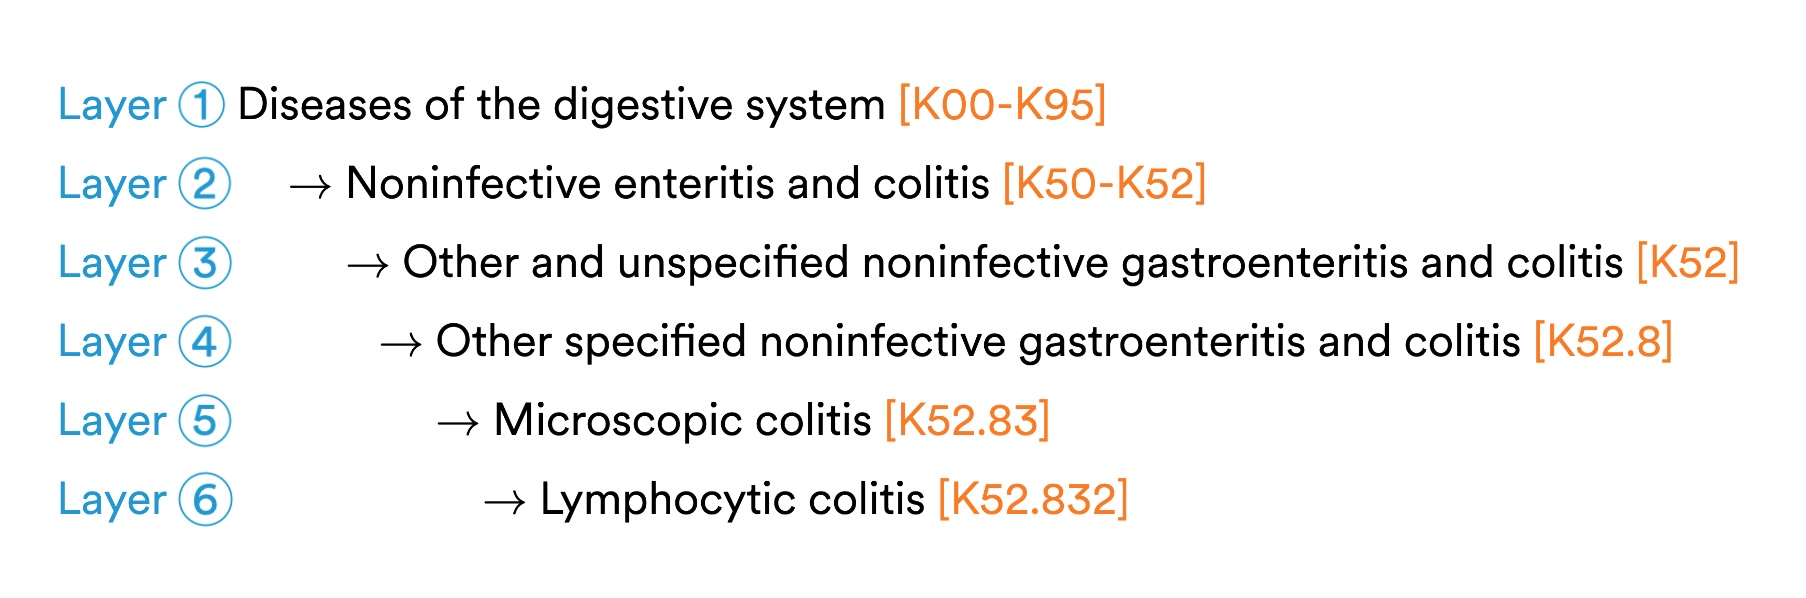 Layer ① Diseases of the digestive system [K00-K95]
Layer ② → Noninfective enteritis and colitis [K50-K52]
Layer ③ → Other and unspecified noninfective gastroenteritis and colitis [K52]
Layer ④ → Other specified noninfective gastroenteritis and colitis [K52.8]
Layer ⑤ → Microscopic colitis [K52.83]
Layer ⑥ → Lymphocytic colitis [K52.832]